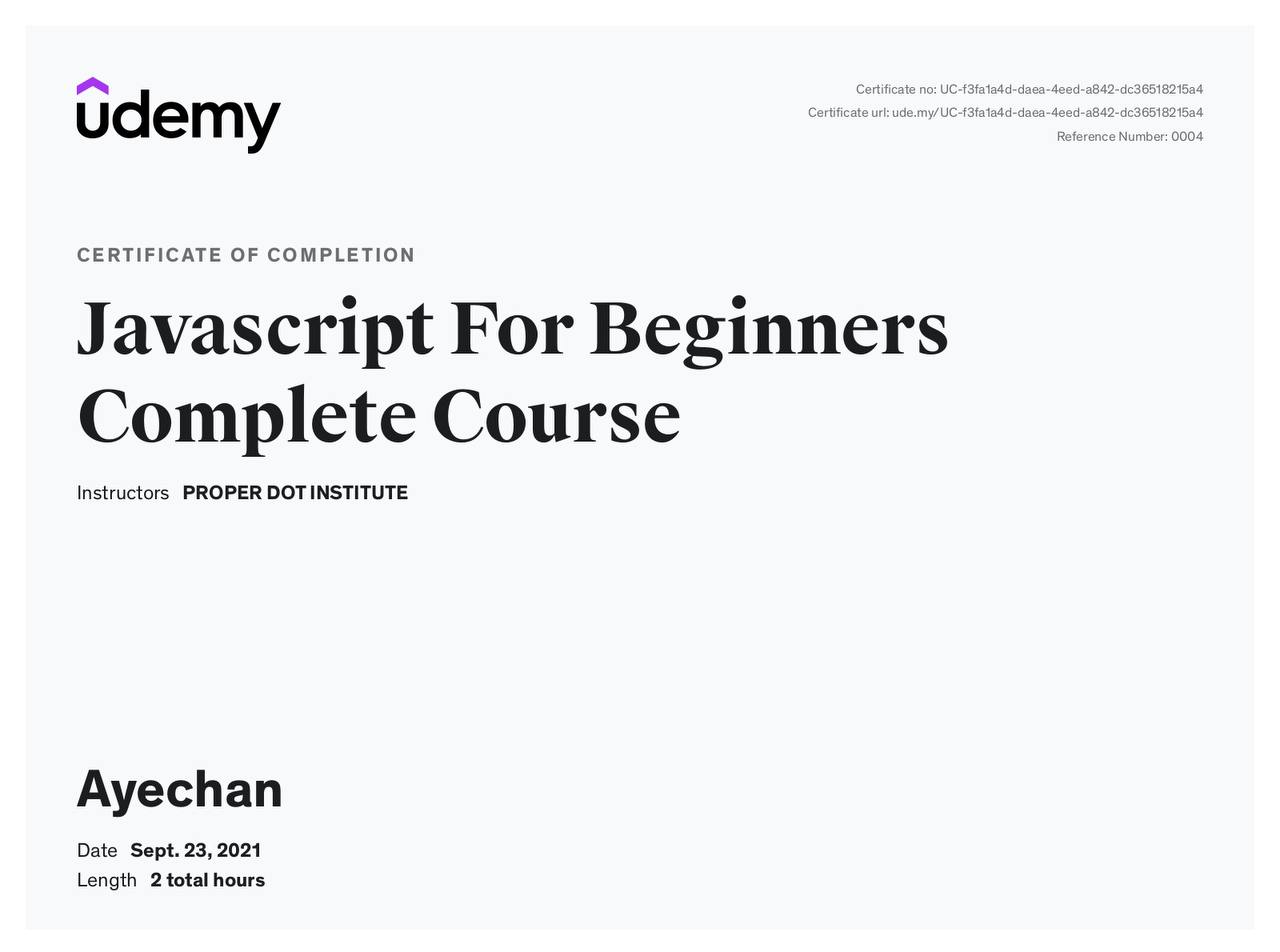 udemy
Certificate no: UC-f3fa1a4d-daea-4eed-a842-dc36518215a4
Certificate url: ude.my/UC-f3fa1a4d-daea-4eed-a842-dc36518215a4
Reference Number: 0004
CERTIFICATE OF COMPLETION
Javascript For Beginners
Complete Course
Instructors PROPER DOT INSTITUTE
Ayechan
Date Sept. 23, 2021
Length 2 total hours